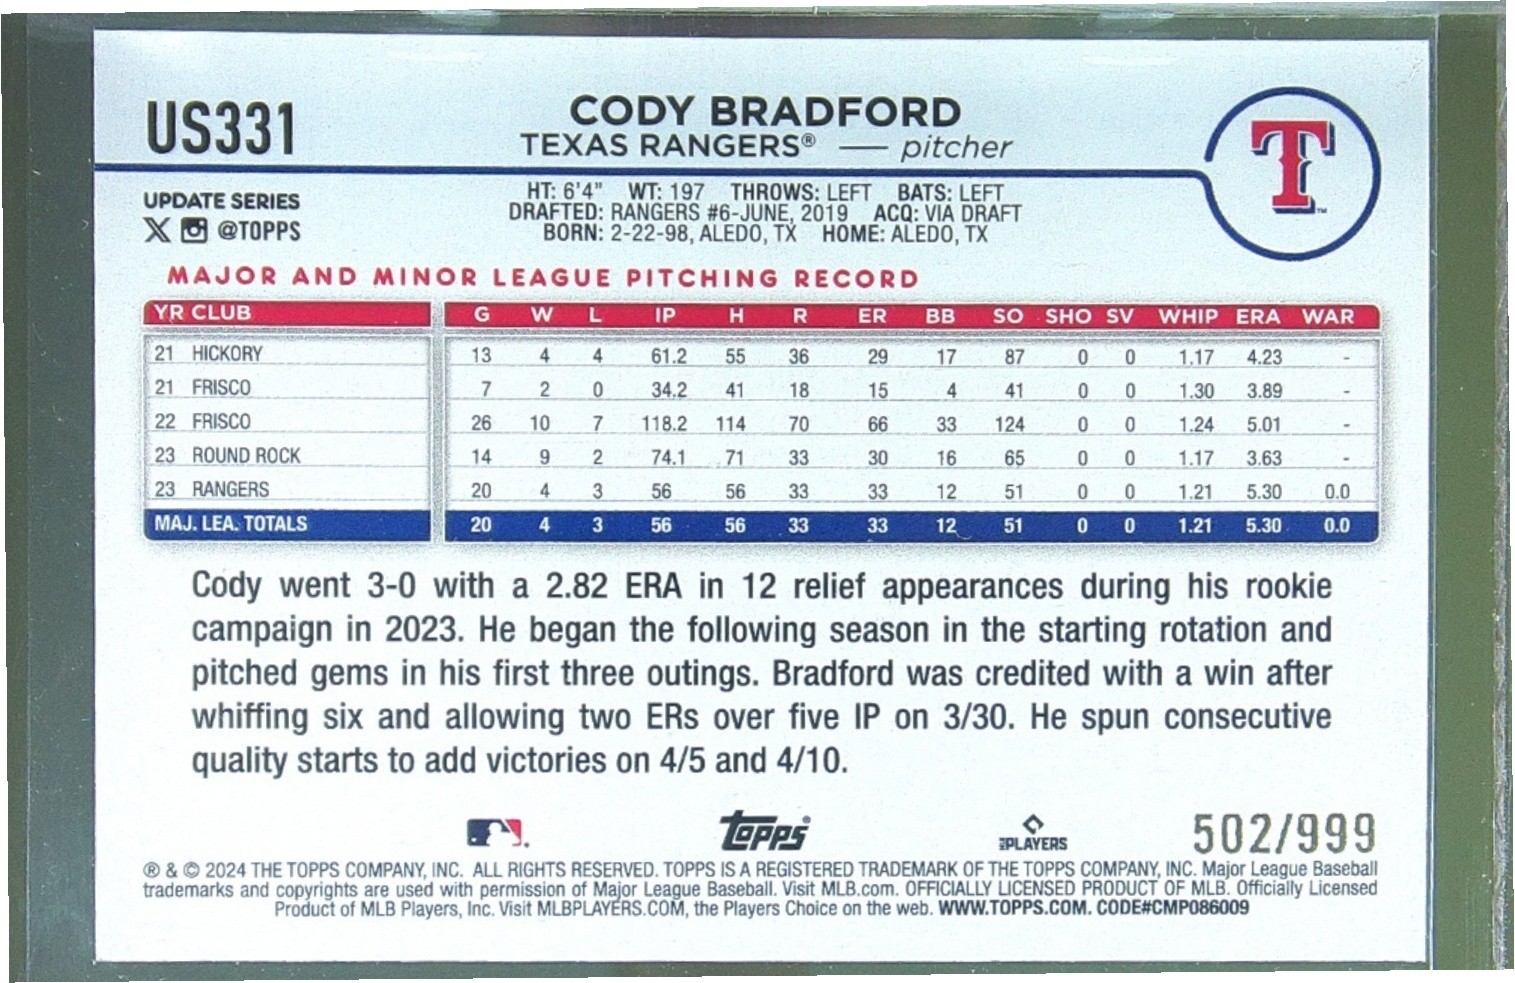 US331
CODY BRADFORD
TEXAS RANGERS® — pitcher
T™
UPDATE SERIES
@TOPPS
HT: 6'4" WT: 197 THROWS: LEFT BATS: LEFT
DRAFTED: RANGERS #6-JUNE, 2019 ACQ: VIA DRAFT
BORN: 2-22-98, ALEDO, TX HOME: ALEDO, TX
MAJOR AND MINOR LEAGUE PITCHING RECORD
YR CLUB G W L IP H R ER BB SO SHO SV WHIP ERA WAR
21 HICKORY 13 4 4 61.2 55 36 29 17 87 0 0 1.17 4.23 -
21 FRISCO 7 2 0 34.2 41 18 15 4 41 0 0 1.30 3.89 -
22 FRISCO 26 10 7 118.2 114 70 66 33 124 0 0 1.24 5.01 -
23 ROUND ROCK 14 9 2 74.1 71 33 30 16 65 0 0 1.17 3.63 -
23 RANGERS 20 4 3 56 56 33 33 12 51 0 0 1.21 5.30 0.0
MAJ. LEA. TOTALS 20 4 3 56 56 33 33 12 51 0 0 1.21 5.30 0.0
Cody went 3-0 with a 2.82 ERA in 12 relief appearances during his rookie
campaign in 2023. He began the following season in the starting rotation and
pitched gems in his first three outings. Bradford was credited with a win after
whiffing six and allowing two ERs over five IP on 3/30. He spun consecutive
quality starts to add victories on 4/5 and 4/10.
Topps® MLB PLAYERS 502/999
® & © 2024 THE TOPPS COMPANY, INC. ALL RIGHTS RESERVED. TOPPS IS A REGISTERED TRADEMARK OF THE TOPPS COMPANY, INC. Major League Baseball
trademarks and copyrights are used with permission of Major League Baseball. Visit MLB.com. OFFICIALLY LICENSED PRODUCT OF MLB. Officially Licensed
Product of MLB Players, Inc. Visit MLBPLAYERS.COM, the Players Choice on the web. WWW.TOPPS.COM. CODE#CMP086009